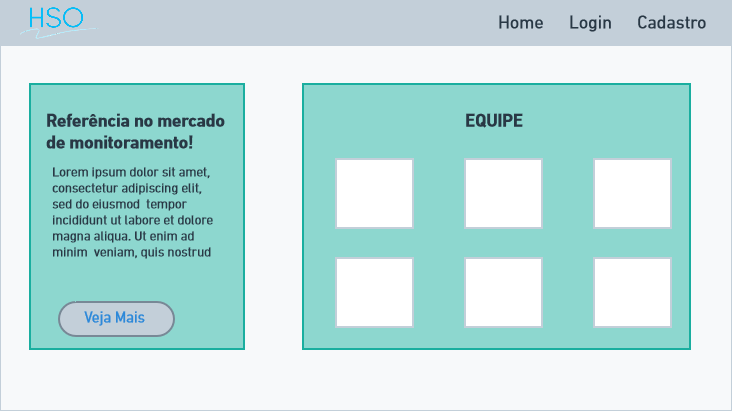 HSO
Home Login Cadastro
Referência no mercado
de monitoramento!
Lorem ipsum dolor sit amet,
consectetur adipiscing elit,
sed do eiusmod  tempor
incididunt ut labore et dolore
magna aliqua. Ut enim ad
minim  veniam, quis nostrud
Veja Mais
EQUIPE